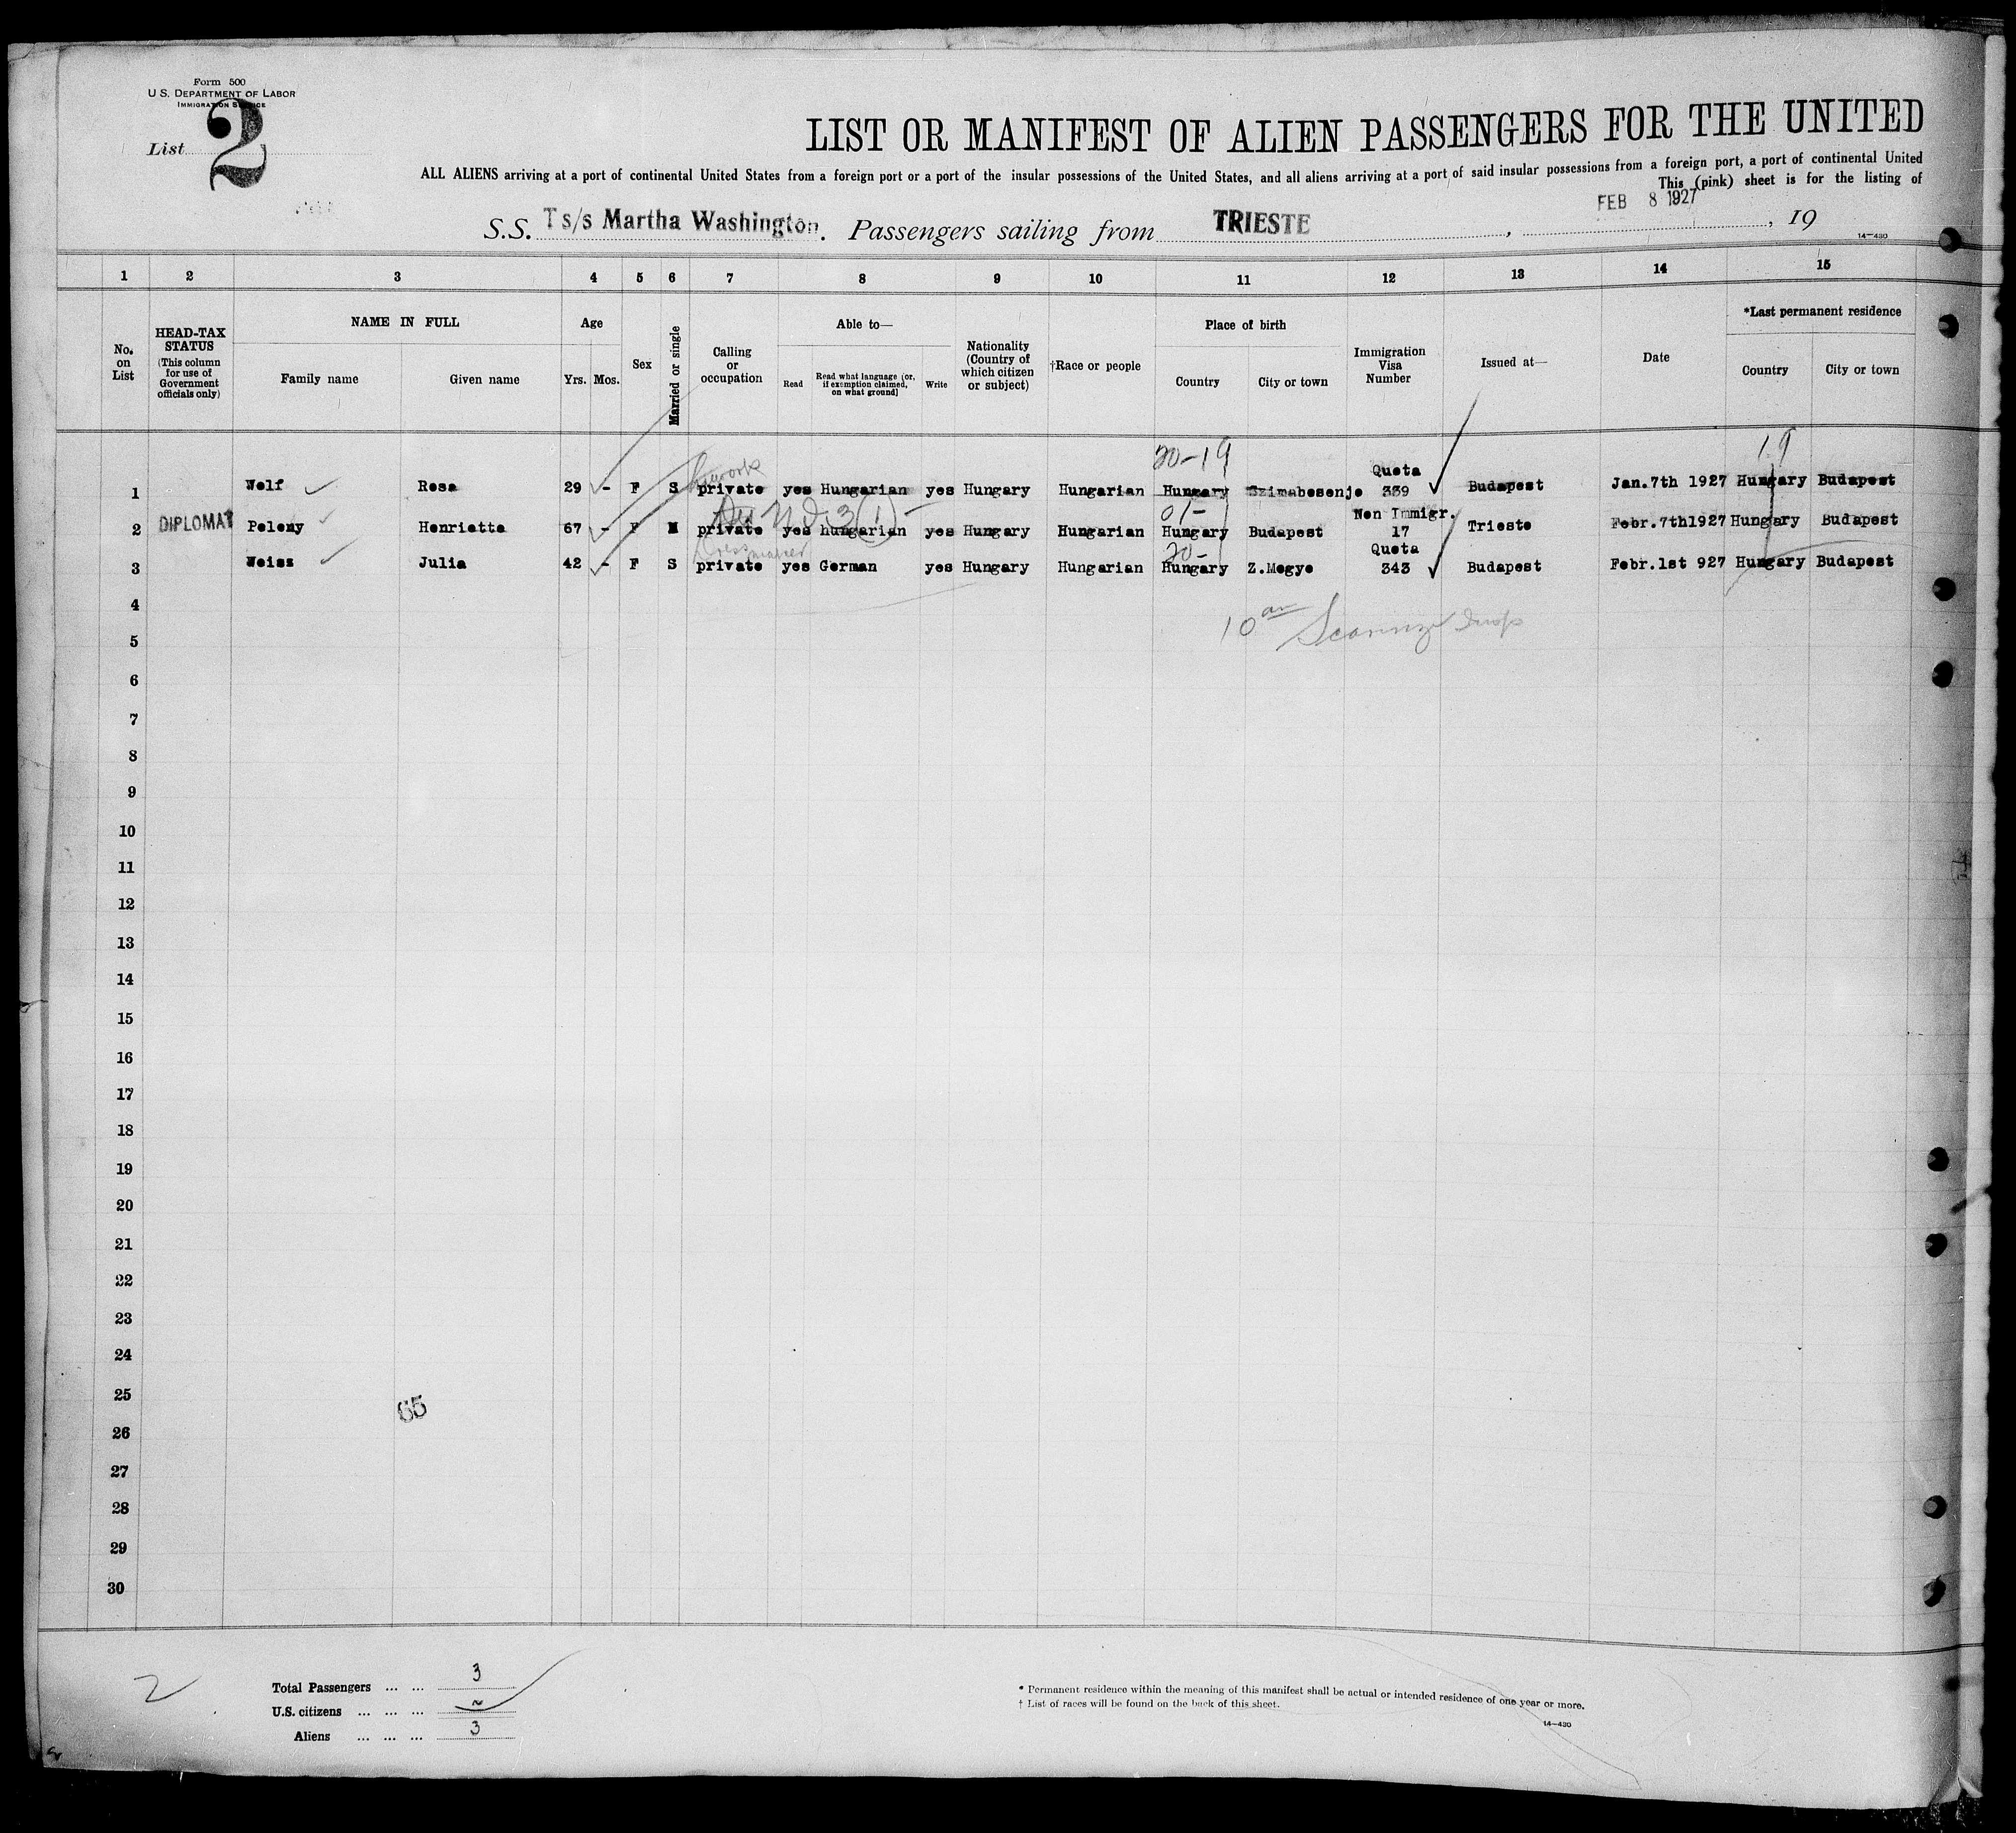 Form 500
U.S. DEPARTMENT OF LABOR
IMMIGRATION SERVICE
List 2
LIST OR MANIFEST OF ALIEN PASSENGERS FOR THE UNITED
ALL ALIENS arriving at a port of continental United States from a foreign port or a port of the insular possessions of the United States, and all aliens arriving at a port of said insular possessions from a foreign port, a port of continental United
This (pink) sheet is for the listing of
S.S. Ts/s Martha Washington. Passengers sailing from TRIESTE, FEB 8 1927, 19
14—430
1 2 3 4 5 6 7 8 9 10 11 12 13 14 15
No. on List
HEAD-TAX STATUS
(This column for use of Government officials only)
NAME IN FULL
Family name Given name
Age
Yrs. Mos.
Sex
Married or single
Calling or occupation
Able to—
Read
Read what language [or, if exemption claimed, on what ground]
Write
Nationality (Country of which citizen or subject)
†Race or people
Place of birth
Country City or town
Immigration Visa Number
Issued at—
Date
*Last permanent residence
Country City or town
20-19 19
1 Wolf Rosa 29 - F S private yes Hungarian yes Hungary Hungarian Hungary Szimabesenjo Quota 339 Budapest Jan.7th 1927 Hungary Budapest
2 DIPLOMAT Peleny Henriette 67 - F M private yes hungarian yes Hungary Hungarian Hungary Budapest Non Immigr. 17 Trieste Febr.7th1927 Hungary Budapest
3 Weisz Julia 42 - F S private yes German yes Hungary Hungarian Hungary Z.Megye Quota 343 Budapest Febr.1st 927 Hungary Budapest
4
5
6
7
8
9
10
11
12
13
14
15
16
17
18
19
20
21
22
23
24
25
65
26
27
28
29
30
2
Total Passengers ... ... 3
U.S. citizens ... ... ... ~
Aliens ... ... ... 3
* Permanent residence within the meaning of this manifest shall be actual or intended residence of one year or more.
† List of races will be found on the back of this sheet.
14—430